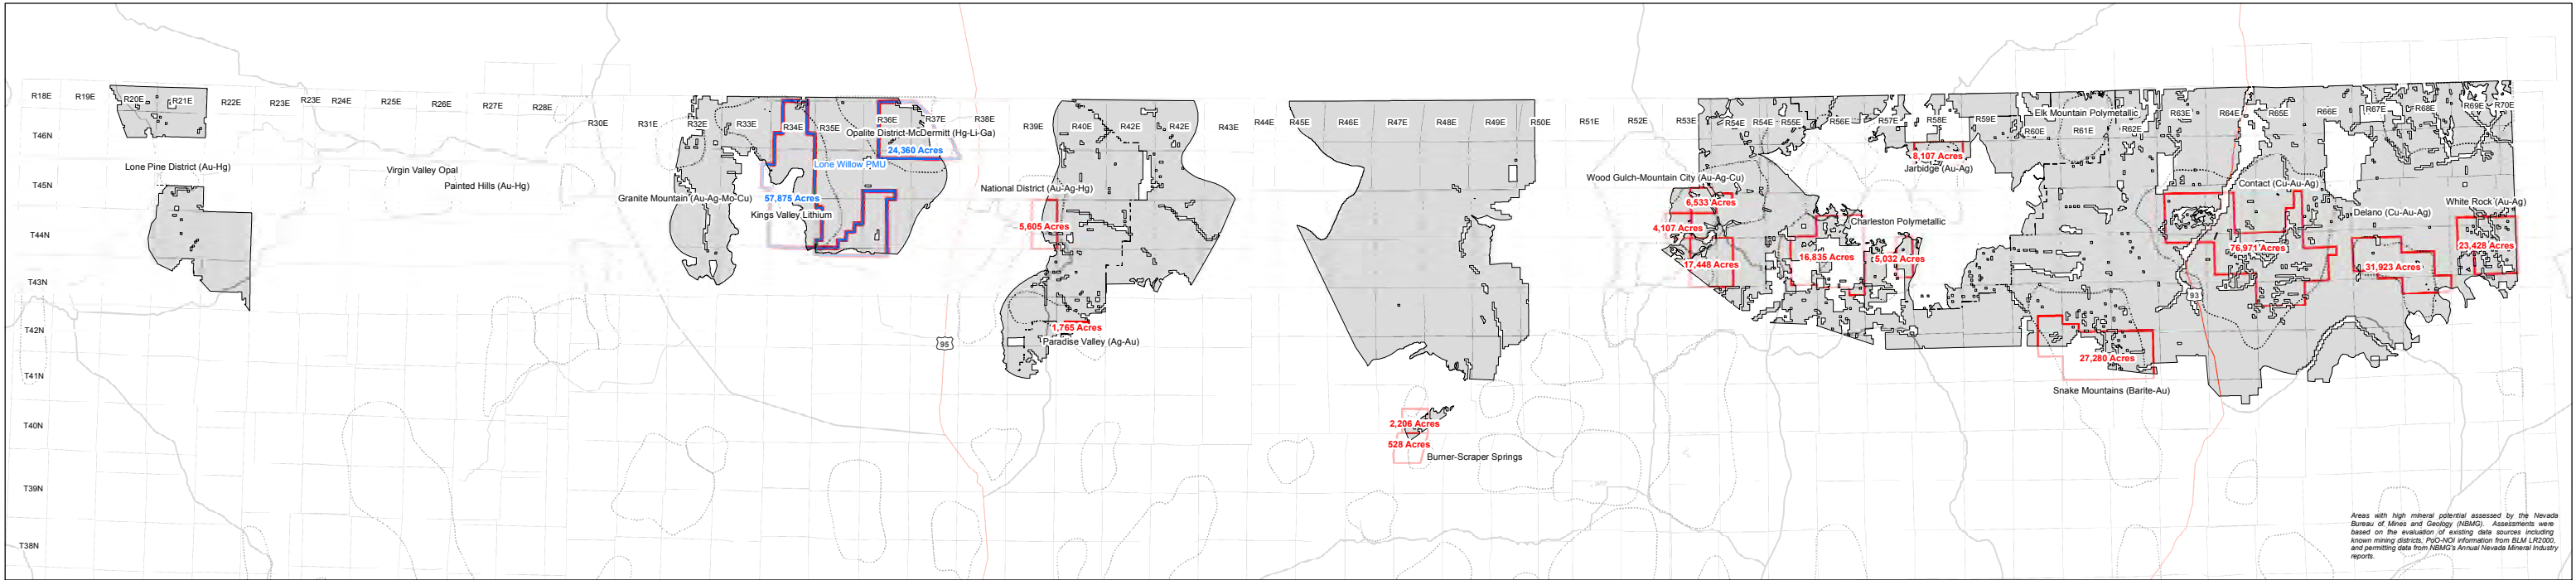 R18E
R19E
R20E
R21E
R22E
R23E
R23E
R24E
R25E
R26E
R27E
R28E
R30E
R31E
R32E
R33E
R34E
R35E
R36E
R37E
R38E
R39E
R40E
R42E
R42E
R43E
R44E
R45E
R46E
R47E
R48E
R49E
R50E
R51E
R52E
R53E
R54E
R54E
R55E
R56E
R57E
R58E
R59E
R60E
R61E
R62E
R63E
R64E
R65E
R66E
R67E
R68E
R69E
R70E
T46N
T45N
T44N
T43N
T42N
T41N
T40N
T39N
T38N
Lone Pine District (Au-Hg)
Virgin Valley Opal
Painted Hills (Au-Hg)
Granite Mountain (Au-Ag-Mo-Cu)
Opalite District-McDermitt (Hg-Li-Ga)
24,360 Acres
Lone Willow PMU
57,875 Acres
Kings Valley Lithium
95
National District (Au-Ag-Hg)
5,605 Acres
1,765 Acres
Paradise Valley (Ag-Au)
2,206 Acres
528 Acres
Burner-Scraper Springs
Wood Gulch-Mountain City (Au-Ag-Cu)
6,533 Acres
4,107 Acres
17,448 Acres
Charleston Polymetallic
16,835 Acres
5,032 Acres
8,107 Acres
Jarbidge (Au-Ag)
Elk Mountain Polymetallic
Contact (Cu-Au-Ag)
76,971 Acres
93
27,280 Acres
Snake Mountains (Barite-Au)
Delano (Cu-Au-Ag)
31,923 Acres
White Rock (Au-Ag)
23,428 Acres
Areas with high mineral potential assessed by the Nevada
Bureau of Mines and Geology (NBMG). Assessments were
based on the evaluation of existing data sources including
known mining districts, PoO-NOI information from BLM LR2000,
and permitting data from NBMG's Annual Nevada Mineral Industry
reports.